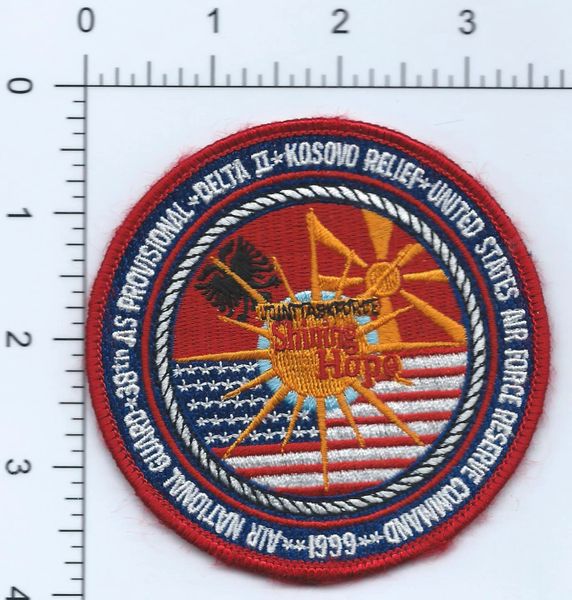 0 1 2 3
0
1
2
3
4
AIR NATIONAL GUARD★38th AS PROVISIONAL★DELTA II★KOSOVO RELIEF★UNITED STATES AIR FORCE RESERVE COMMAND★★1999★★
JOINT TASK FORCE
Shining
Hope